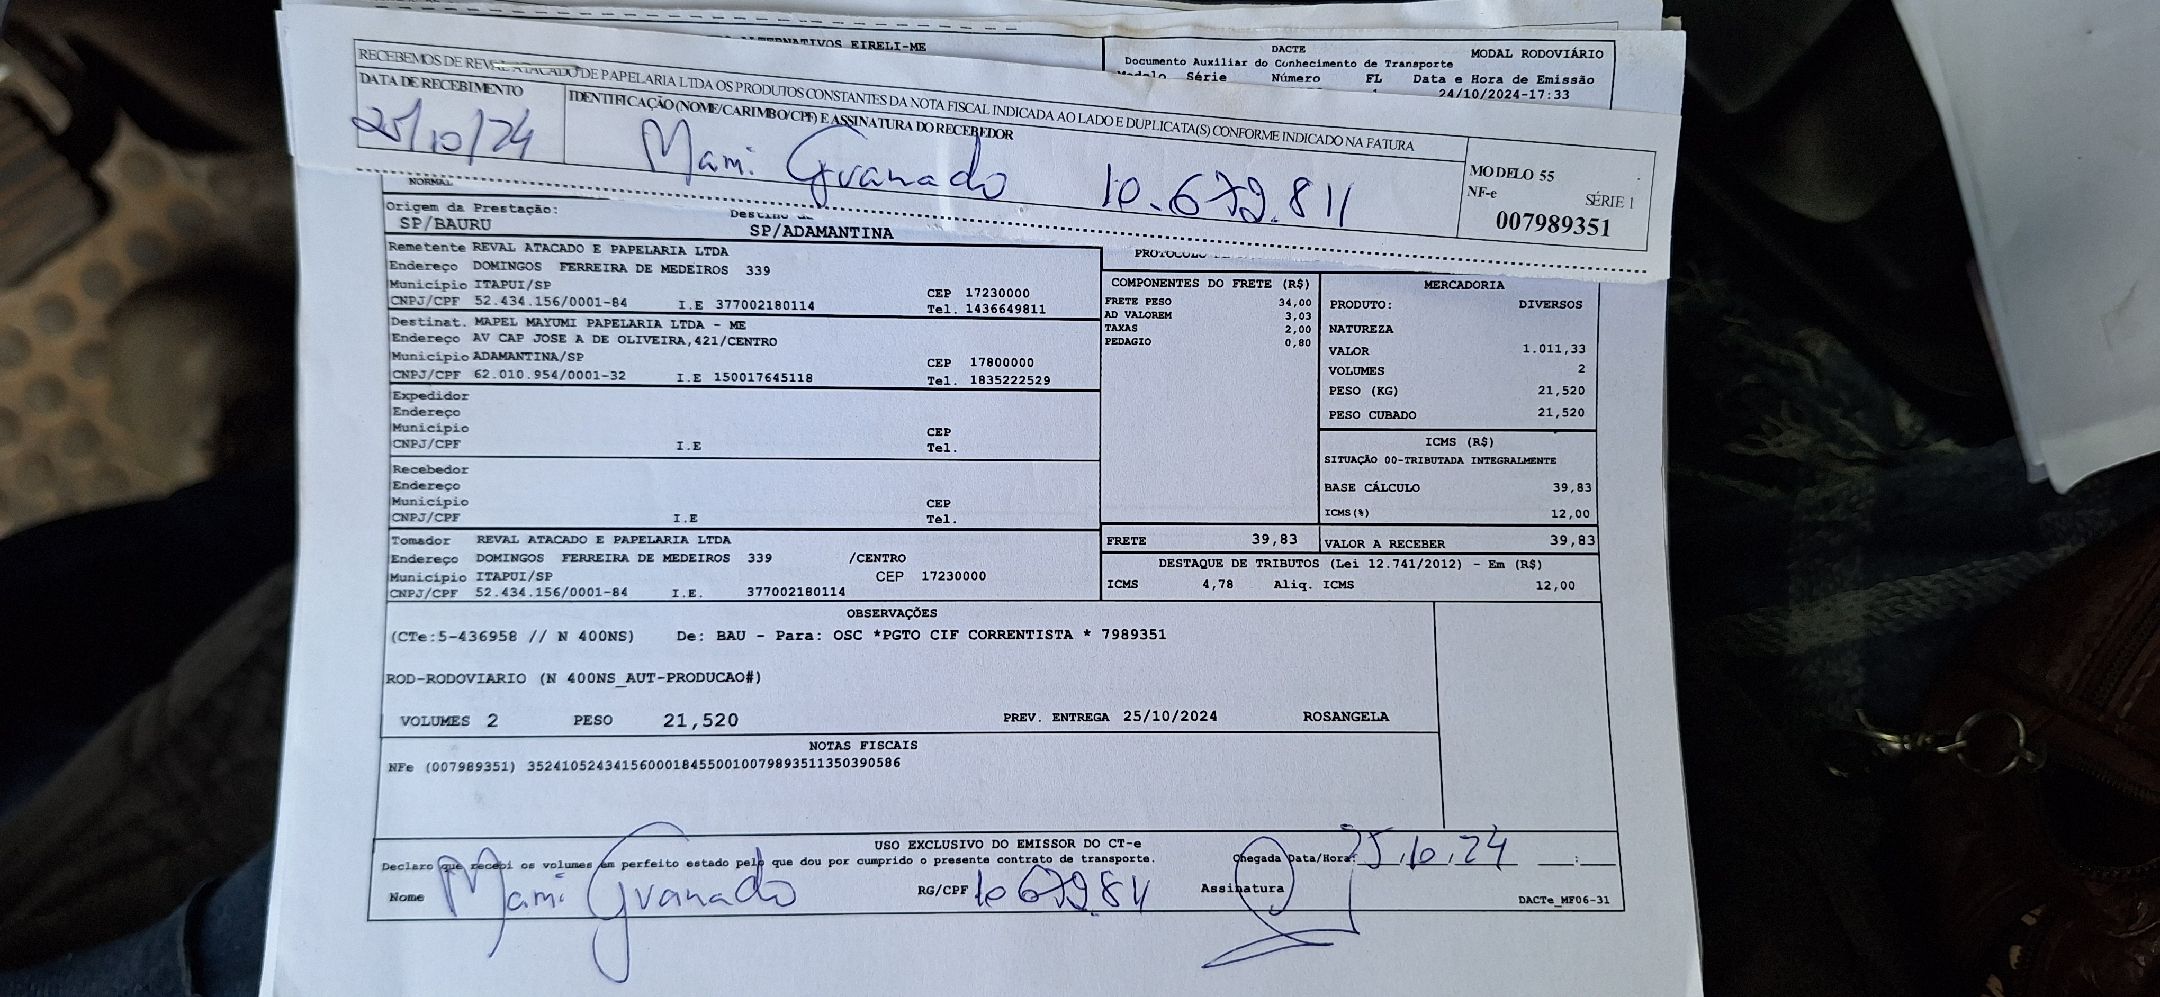 EIRELI-ME
DACTE
MODAL RODOVIÁRIO
Documento Auxiliar do Conhecimento de Transporte
Série Número FL Data e Hora de Emissão
24/10/2024-17:33
RECEBEMOS DE REVAL ATACADO DE PAPELARIA LTDA OS PRODUTOS CONSTANTES DA NOTA FISCAL INDICADA AO LADO E DUPLICATA(S) CONFORME INDICADO NA FATURA
DATA DE RECEBIMENTO
25/10/24
IDENTIFICAÇÃO (NOME/CARIMBO/CPF) E ASSINATURA DO RECEBEDOR
Mami Granado 10.679.811
MODELO 55
NF-e SÉRIE 1
007989351
NORMAL
Origem da Prestação:
SP/BAURU
SP/ADAMANTINA
Remetente REVAL ATACADO E PAPELARIA LTDA
Endereço DOMINGOS FERREIRA DE MEDEIROS 339
Município ITAPUI/SP CEP 17230000
CNPJ/CPF 52.434.156/0001-84 I.E 377002180114 Tel. 1436649811
Destinat. MAPEL MAYUMI PAPELARIA LTDA - ME
Endereço AV CAP JOSE A DE OLIVEIRA,421/CENTRO
Município ADAMANTINA/SP CEP 17800000
CNPJ/CPF 62.010.954/0001-32 I.E 150017645118 Tel. 1835222529
Expedidor
Endereço
Município CEP
CNPJ/CPF I.E Tel.
Recebedor
Endereço
Município CEP
CNPJ/CPF I.E Tel.
Tomador REVAL ATACADO E PAPELARIA LTDA
Endereço DOMINGOS FERREIRA DE MEDEIROS 339 /CENTRO
Município ITAPUI/SP CEP 17230000
CNPJ/CPF 52.434.156/0001-84 I.E. 377002180114
COMPONENTES DO FRETE (R$)
FRETE PESO 34,00
AD VALOREM 3,03
TAXAS 2,00
PEDAGIO 0,80
FRETE 39,83
MERCADORIA
PRODUTO: DIVERSOS
NATUREZA
VALOR 1.011,33
VOLUMES 2
PESO (KG) 21,520
PESO CUBADO 21,520
ICMS (R$)
SITUAÇÃO 00-TRIBUTADA INTEGRALMENTE
BASE CÁLCULO 39,83
ICMS(%) 12,00
VALOR A RECEBER 39,83
DESTAQUE DE TRIBUTOS (Lei 12.741/2012) - Em (R$)
ICMS 4,78 Aliq. ICMS 12,00
OBSERVAÇÕES
(CTe:5-436958 // N 400NS) De: BAU - Para: OSC *PGTO CIF CORRENTISTA * 7989351
ROD-RODOVIARIO (N 400NS_AUT-PRODUCAO#)
VOLUMES 2 PESO 21,520 PREV. ENTREGA 25/10/2024 ROSANGELA
NOTAS FISCAIS
NFe (007989351) 35241052434156000184550010079893511350390586
USO EXCLUSIVO DO EMISSOR DO CT-e
Declaro que recebi os volumes em perfeito estado pelo que dou por cumprido o presente contrato de transporte. Chegada Data/Hora: 25.10.24 __:__
Nome Mami Granado RG/CPF 10.679.811 Assinatura
DACTe_MF06-31